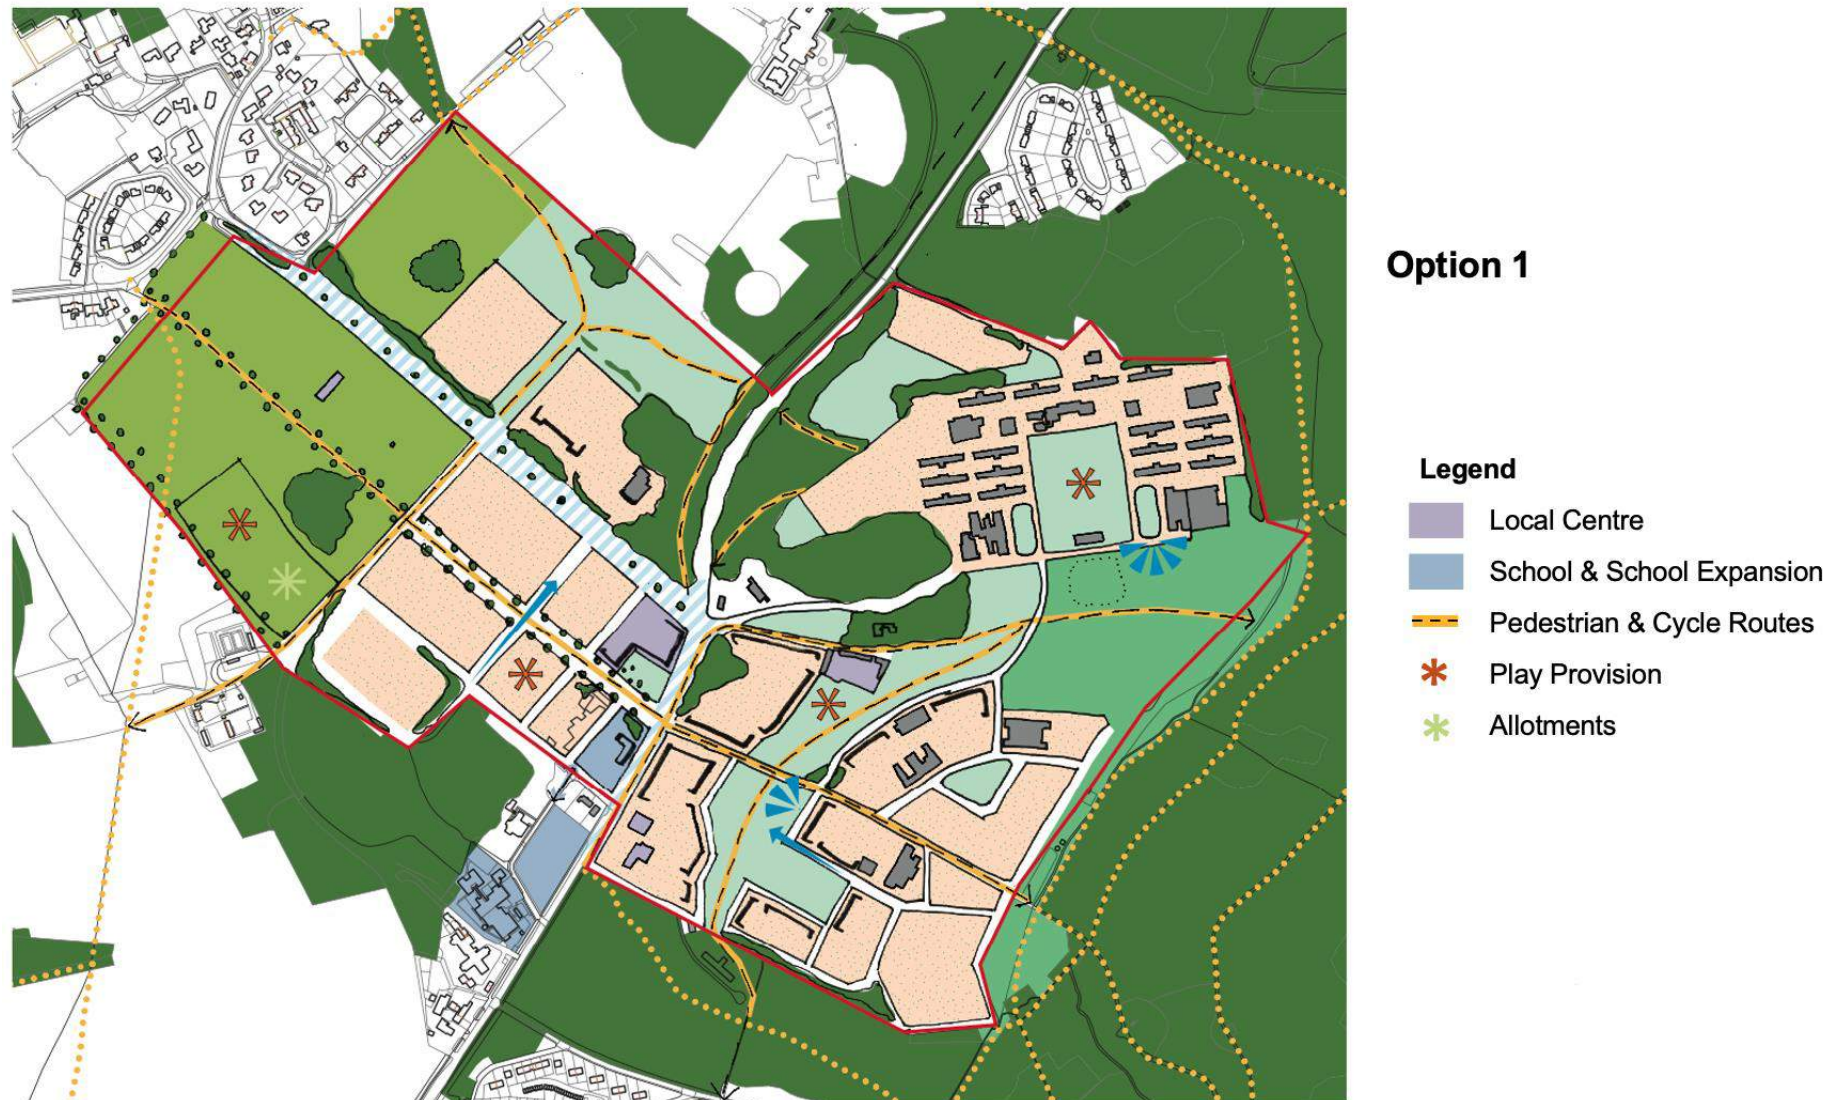 Option 1
Legend
Local Centre
School & School Expansion
Pedestrian & Cycle Routes
Play Provision
Allotments